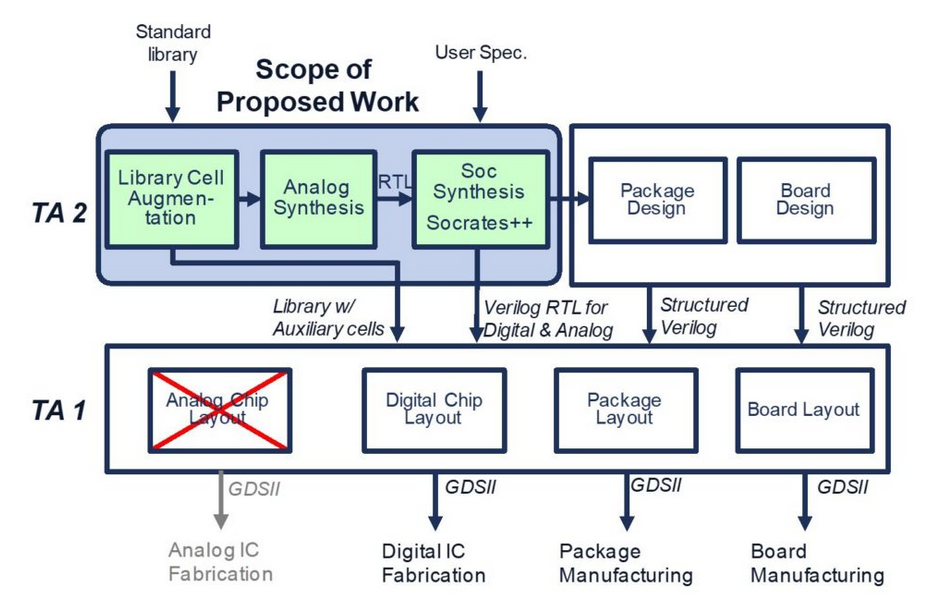 Standard
library
User Spec.
Scope of
Proposed Work
TA 2
Library Cell
Augmen-
tation
Analog
Synthesis
RTL
Soc
Synthesis
Socrates++
Package
Design
Board
Design
Library w/
Auxiliary cells
Verilog RTL for
Digital & Analog
Structured
Verilog
Structured
Verilog
TA 1
Analog Chip
Layout
Digital Chip
Layout
Package
Layout
Board Layout
GDSII
GDSII
GDSII
GDSII
Analog IC
Fabrication
Digital IC
Fabrication
Package
Manufacturing
Board
Manufacturing